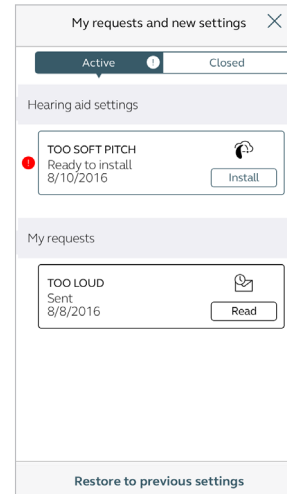 My requests and new settings
Active
Closed
Hearing aid settings
TOO SOFT PITCH
Ready to install
8/10/2016
Install
My requests
TOO LOUD
Sent
8/8/2016
Read
Restore to previous settings